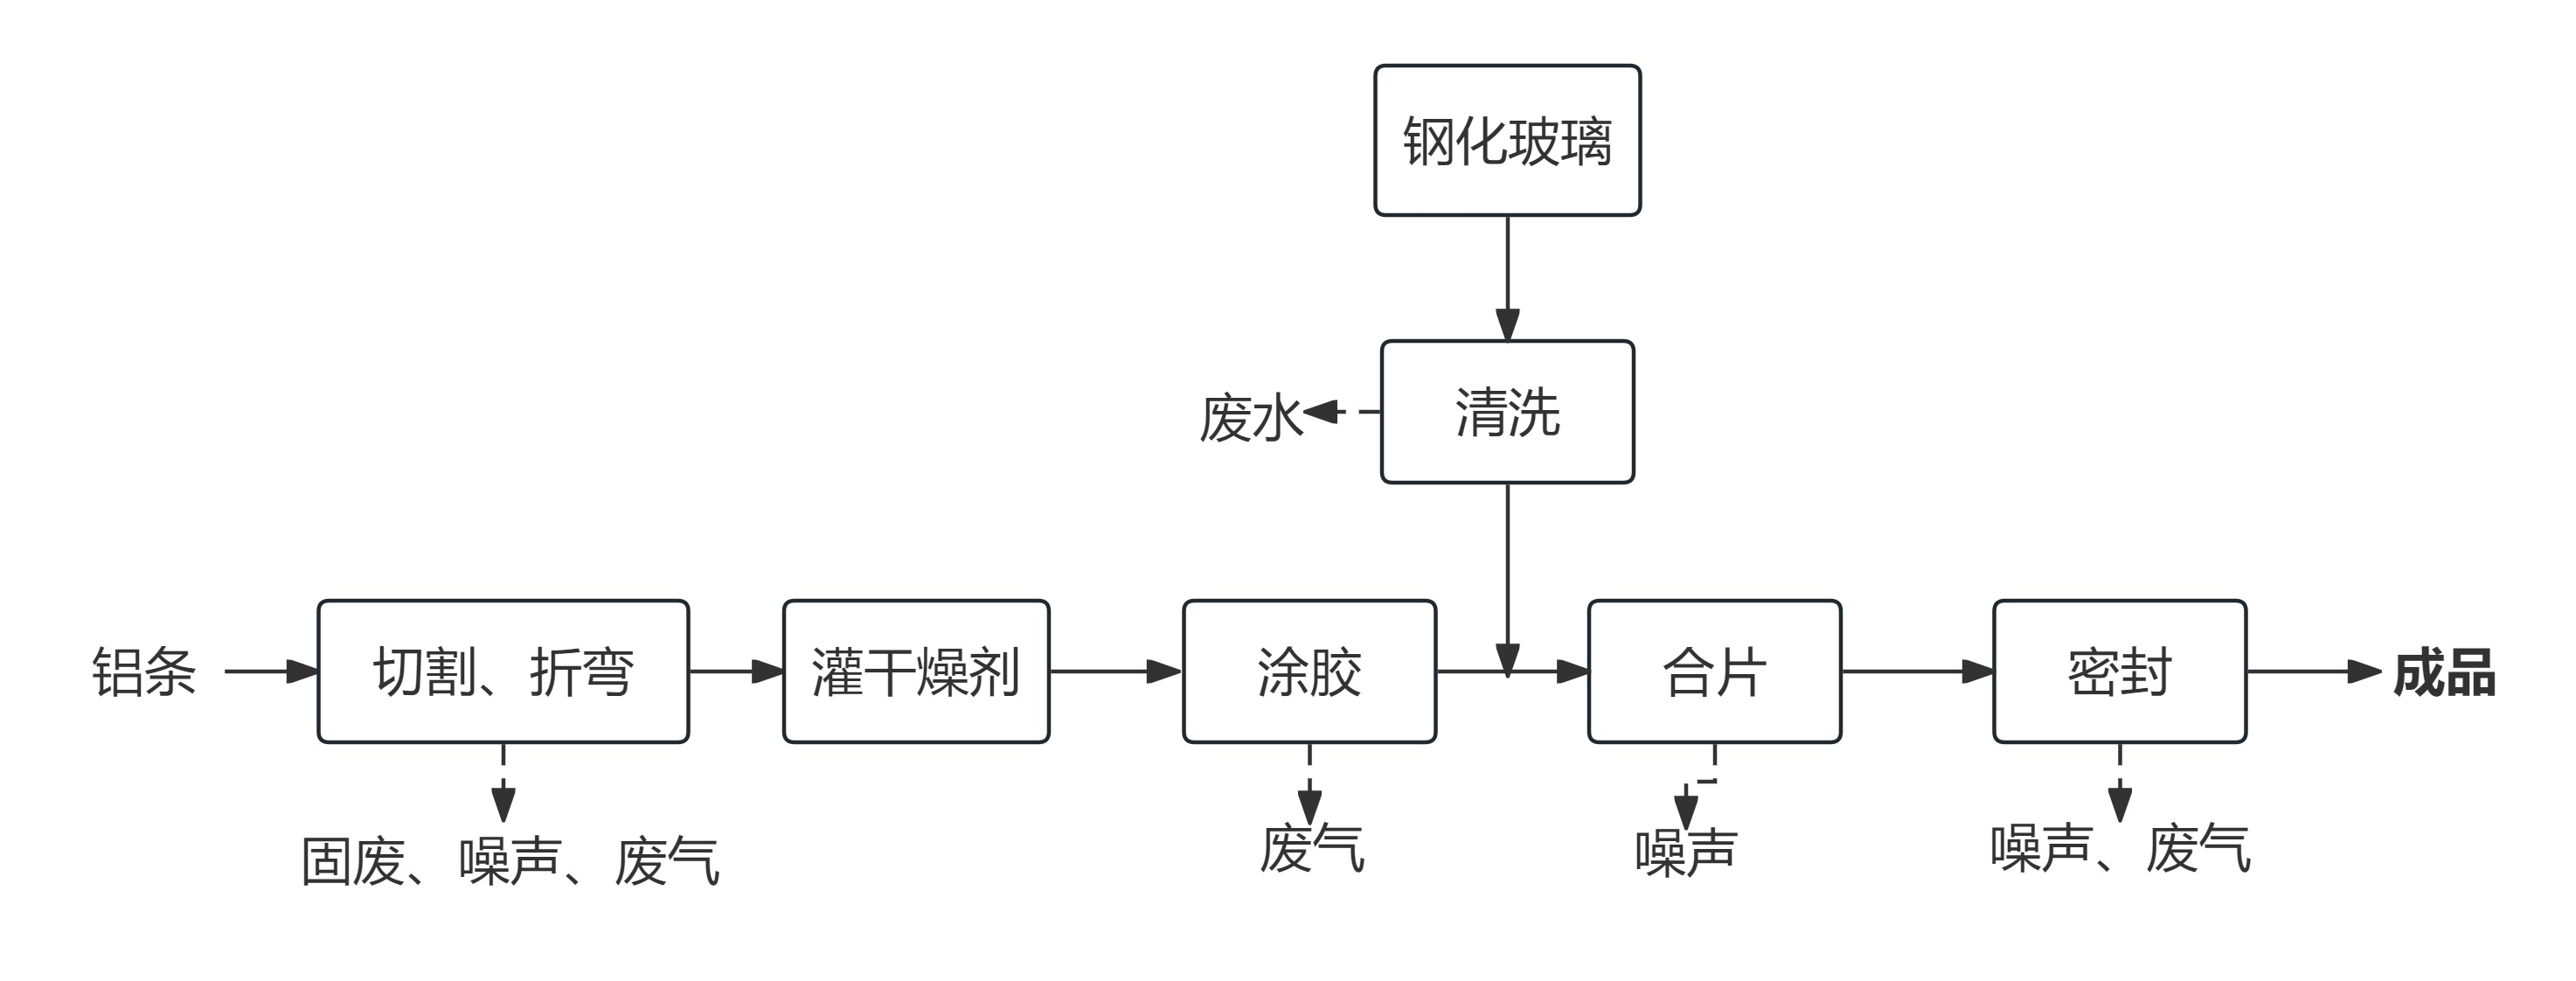 钢化玻璃
废水
清洗
铝条
切割、折弯
灌干燥剂
涂胶
合片
密封
成品
固废、噪声、废气
废气
噪声
噪声、废气